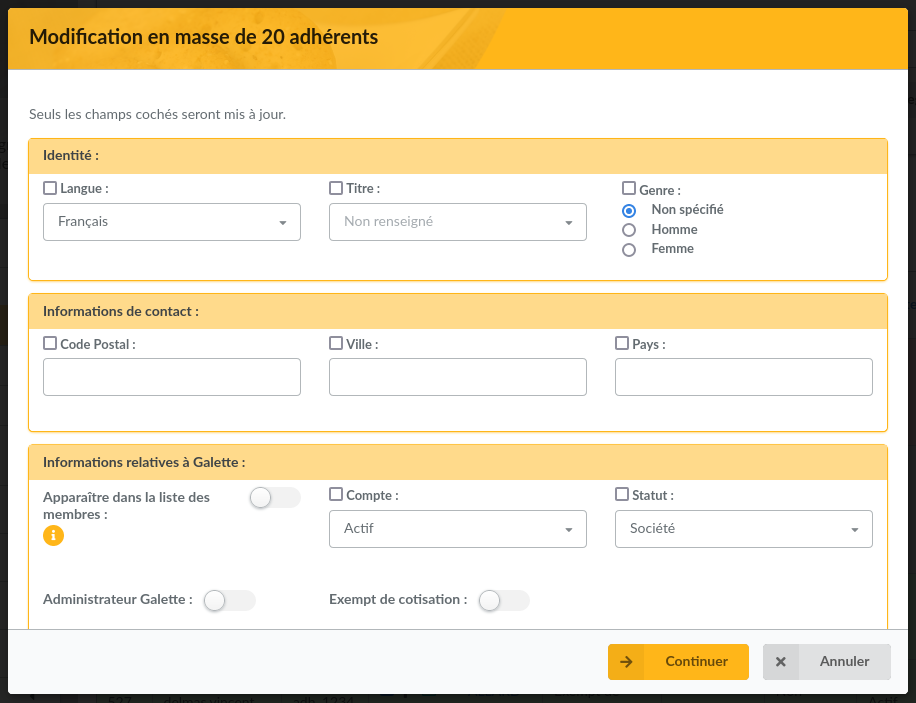 Modification en masse de 20 adhérents
Seuls les champs cochés seront mis à jour.
Identité :
Langue :
Titre :
Genre :
Français
Non renseigné
Non spécifié
Homme
Femme
Informations de contact :
Code Postal :
Ville :
Pays :
Informations relatives à Galette :
Apparaître dans la liste des
membres :
Compte :
Statut :
Actif
Société
Administrateur Galette :
Exempt de cotisation :
Continuer
Annuler